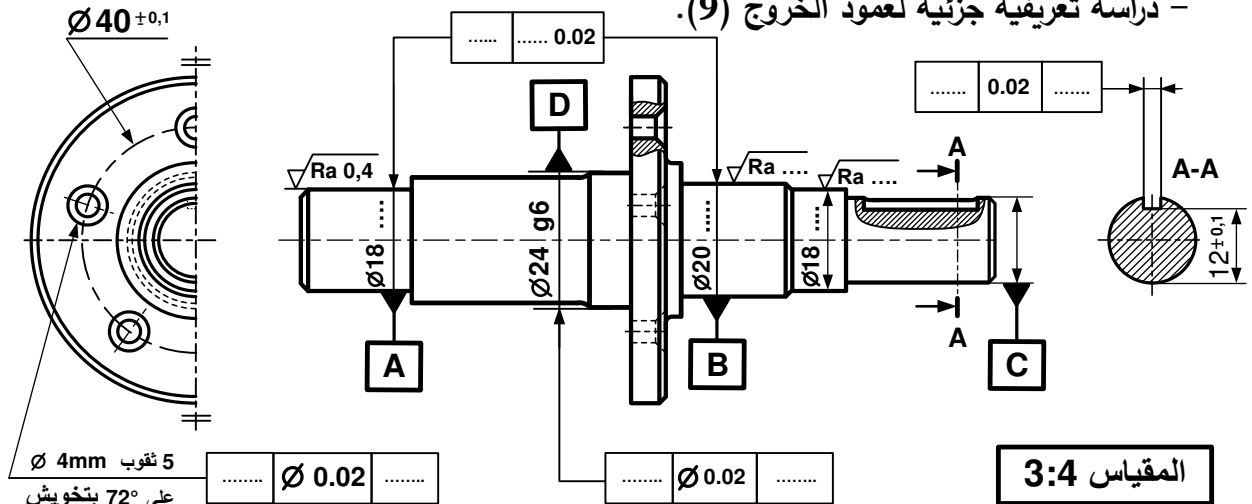 – دراسة تعريفية جزئية لعمود الخروج (9).
Ø40 ±0,1
...... ...... 0.02
........ 0.02 ........
D
A
A-A
Ra 0,4
Ra ....
Ra ....
Ø18 ....
Ø24 g6
Ø20 .....
Ø18 ....
12±0,1
A
A
B
C
5 ثقوب Ø 4mm
على 72° بتخويش
........ Ø 0.02 ........
........ Ø 0.02 ........
المقياس 3:4